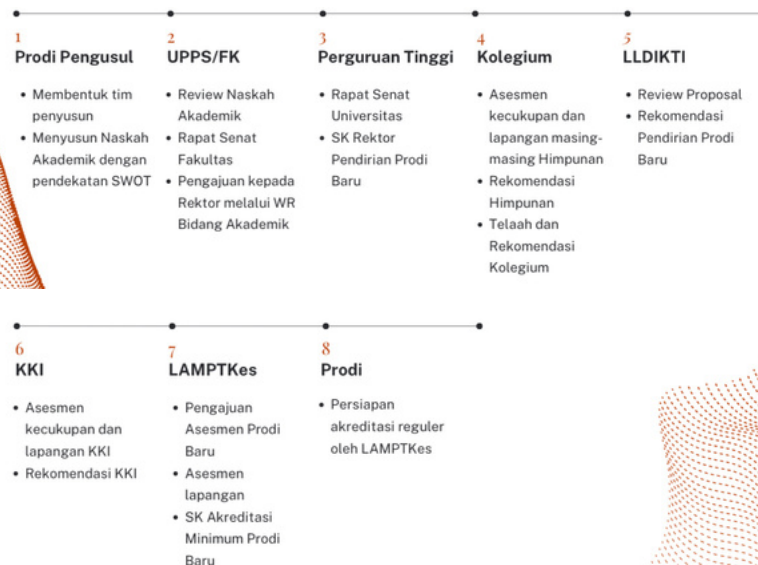 1
Prodi Pengusul
• Membentuk tim
penyusun
• Menyusun Naskah
Akademik dengan
pendekatan SWOT
2
UPPS/FK
• Review Naskah
Akademik
• Rapat Senat
Fakultas
• Pengajuan kepada
Rektor melalui WR
Bidang Akademik
3
Perguruan Tinggi
• Rapat Senat
Universitas
• SK Rektor
Pendirian Prodi
Baru
4
Kolegium
• Asesmen
kecukupan dan
lapangan masing-
masing Himpunan
• Rekomendasi
Himpunan
• Telaah dan
Rekomendasi
Kolegium
5
LLDIKTI
• Review Proposal
• Rekomendasi
Pendirian Prodi
Baru
6
KKI
• Asesmen
kecukupan dan
lapangan KKI
• Rekomendasi KKI
7
LAMPTKes
• Pengajuan
Asesmen Prodi
Baru
• Asesmen
lapangan
• SK Akreditasi
Minimum Prodi
Baru
8
Prodi
• Persiapan
akreditasi reguler
oleh LAMPTKes